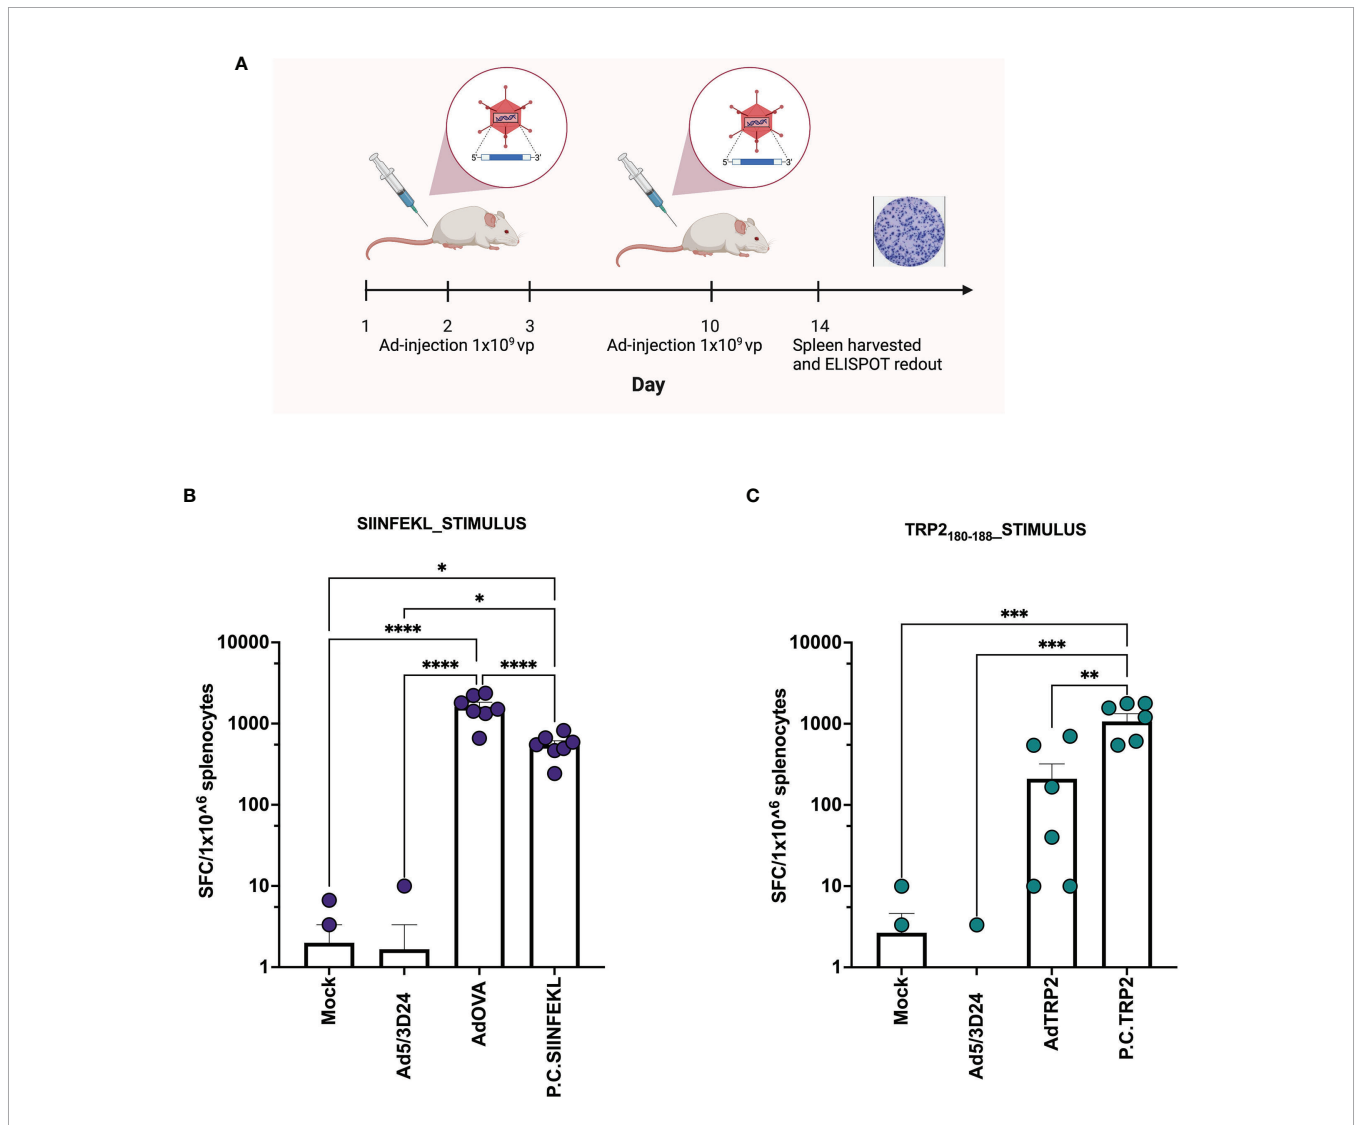 A
5' 3'
5' 3'
1 2 3 10 14
Ad-injection 1x10⁹ vp Ad-injection 1x10⁹ vp Spleen harvested
and ELISPOT redout
Day
B
SIINFEKL_STIMULUS
*
*
****
**** ****
SFC/1x10^⁶ splenocytes
10000
1000
100
10
1
Mock
Ad5/3D24
AdOVA
P.C.SIINFEKL
C
TRP2₁₈₀₋₁₈₈_STIMULUS
***
***
**
SFC/1x10^⁶ splenocytes
10000
1000
100
10
1
Mock
Ad5/3D24
AdTRP2
P.C.TRP2